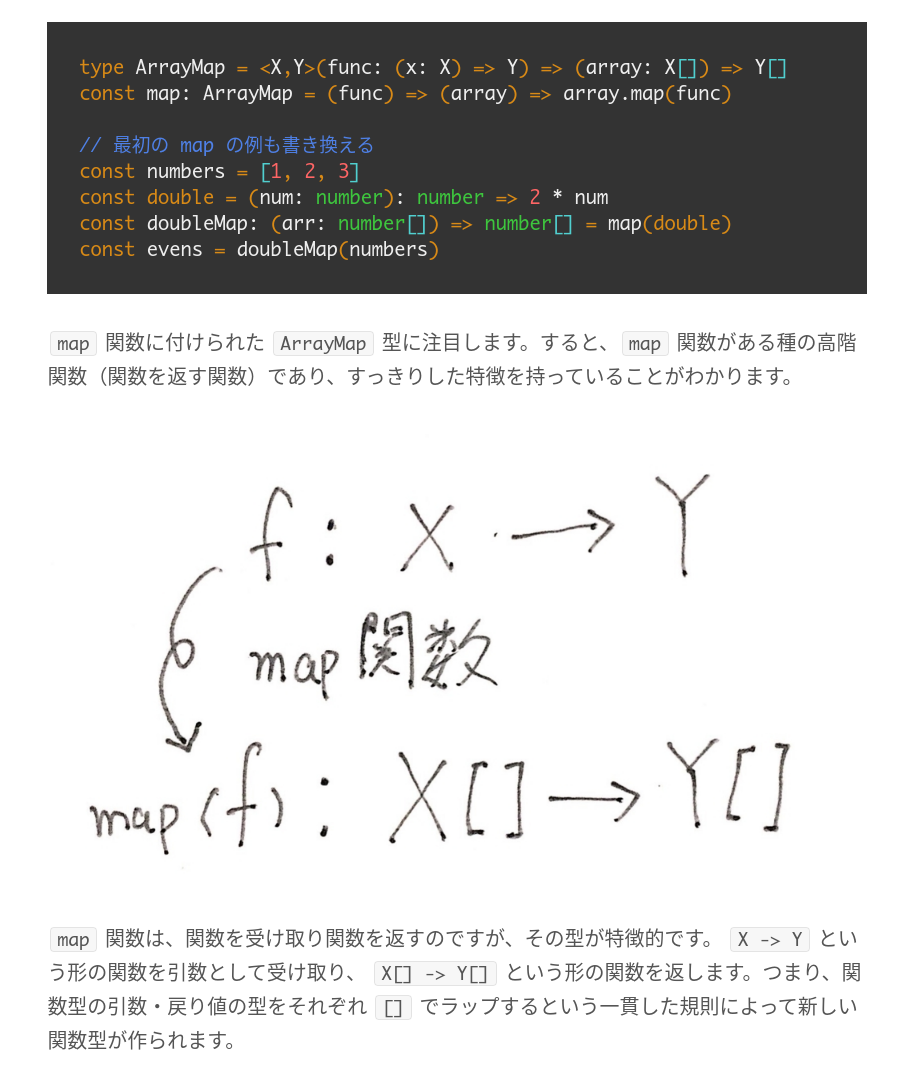 type ArrayMap = <X,Y>(func: (x: X) => Y) => (array: X[]) => Y[]
const map: ArrayMap = (func) => (array) => array.map(func)
// 最初の map の例も書き換える
const numbers = [1, 2, 3]
const double = (num: number): number => 2 * num
const doubleMap: (arr: number[]) => number[] = map(double)
const evens = doubleMap(numbers)
map 関数に付けられた ArrayMap 型に注目します。すると、 map 関数がある種の高階
関数（関数を返す関数）であり、すっきりした特徴を持っていることがわかります。
f : X → Y
map 関数
map(f) : X[] → Y[]
map 関数は、関数を受け取り関数を返すのですが、その型が特徴的です。 X -> Y とい
う形の関数を引数として受け取り、 X[] -> Y[] という形の関数を返します。つまり、関
数型の引数・戻り値の型をそれぞれ [] でラップするという一貫した規則によって新しい
関数型が作られます。